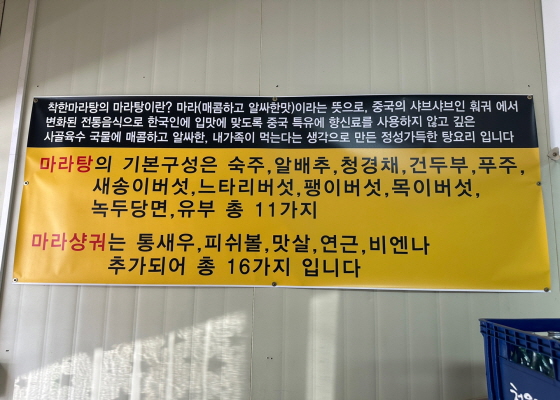 착한마라탕의 마라탕이란? 마라(매콤하고 알싸한맛)이라는 뜻으로, 중국의 샤브샤브인 훠궈 에서
변화된 전통음식으로 한국인에 입맛에 맞도록 중국 특유에 향신료를 사용하지 않고 깊은
사골육수 국물에 매콤하고 알싸한, 내가족이 먹는다는 생각으로 만든 정성가득한 탕요리 입니다
마라탕의 기본구성은 숙주,알배추,청경채,건두부,푸주,
새송이버섯,느타리버섯,팽이버섯,목이버섯,
녹두당면,유부 총 11가지
마라샹궈는 통새우,피쉬볼,맛살,연근,비엔나
추가되어 총 16가지 입니다